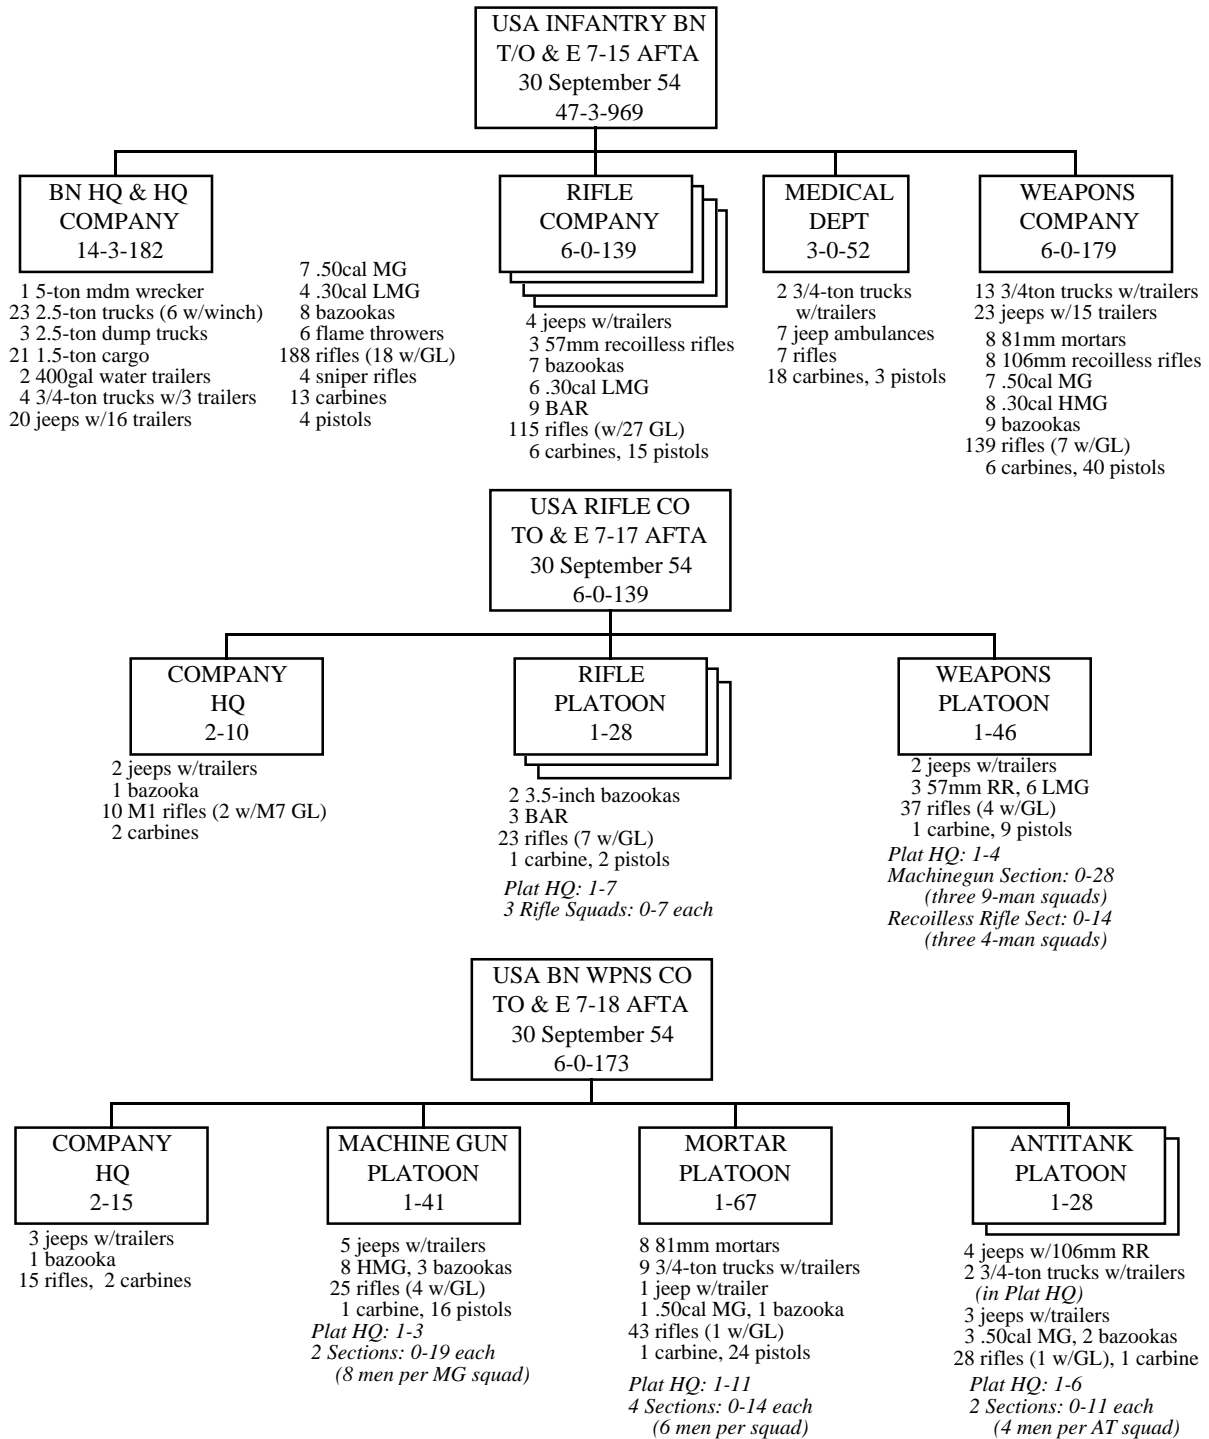 USA INFANTRY BN
T/O & E 7-15 AFTA
30 September 54
47-3-969
BN HQ & HQ
COMPANY
14-3-182
1 5-ton mdm wrecker
23 2.5-ton trucks (6 w/winch)
3 2.5-ton dump trucks
21 1.5-ton cargo
2 400gal water trailers
4 3/4-ton trucks w/3 trailers
20 jeeps w/16 trailers
7 .50cal MG
4 .30cal LMG
8 bazookas
6 flame throwers
188 rifles (18 w/GL)
4 sniper rifles
13 carbines
4 pistols
RIFLE
COMPANY
6-0-139
4 jeeps w/trailers
3 57mm recoilless rifles
7 bazookas
6 .30cal LMG
9 BAR
115 rifles (w/27 GL)
6 carbines, 15 pistols
MEDICAL
DEPT
3-0-52
2 3/4-ton trucks
w/trailers
7 jeep ambulances
7 rifles
18 carbines, 3 pistols
WEAPONS
COMPANY
6-0-179
13 3/4ton trucks w/trailers
23 jeeps w/15 trailers
8 81mm mortars
8 106mm recoilless rifles
7 .50cal MG
8 .30cal HMG
9 bazookas
139 rifles (7 w/GL)
6 carbines, 40 pistols
USA RIFLE CO
TO & E 7-17 AFTA
30 September 54
6-0-139
COMPANY
HQ
2-10
2 jeeps w/trailers
1 bazooka
10 M1 rifles (2 w/M7 GL)
2 carbines
RIFLE
PLATOON
1-28
2 3.5-inch bazookas
3 BAR
23 rifles (7 w/GL)
1 carbine, 2 pistols
Plat HQ: 1-7
3 Rifle Squads: 0-7 each
WEAPONS
PLATOON
1-46
2 jeeps w/trailers
3 57mm RR, 6 LMG
37 rifles (4 w/GL)
1 carbine, 9 pistols
Plat HQ: 1-4
Machinegun Section: 0-28
(three 9-man squads)
Recoilless Rifle Sect: 0-14
(three 4-man squads)
USA BN WPNS CO
TO & E 7-18 AFTA
30 September 54
6-0-173
COMPANY
HQ
2-15
3 jeeps w/trailers
1 bazooka
15 rifles, 2 carbines
MACHINE GUN
PLATOON
1-41
5 jeeps w/trailers
8 HMG, 3 bazookas
25 rifles (4 w/GL)
1 carbine, 16 pistols
Plat HQ: 1-3
2 Sections: 0-19 each
(8 men per MG squad)
MORTAR
PLATOON
1-67
8 81mm mortars
9 3/4-ton trucks w/trailers
1 jeep w/trailer
1 .50cal MG, 1 bazooka
43 rifles (1 w/GL)
1 carbine, 24 pistols
Plat HQ: 1-11
4 Sections: 0-14 each
(6 men per squad)
ANTITANK
PLATOON
1-28
4 jeeps w/106mm RR
2 3/4-ton trucks w/trailers
(in Plat HQ)
3 jeeps w/trailers
3 .50cal MG, 2 bazookas
28 rifles (1 w/GL), 1 carbine
Plat HQ: 1-6
2 Sections: 0-11 each
(4 men per AT squad)